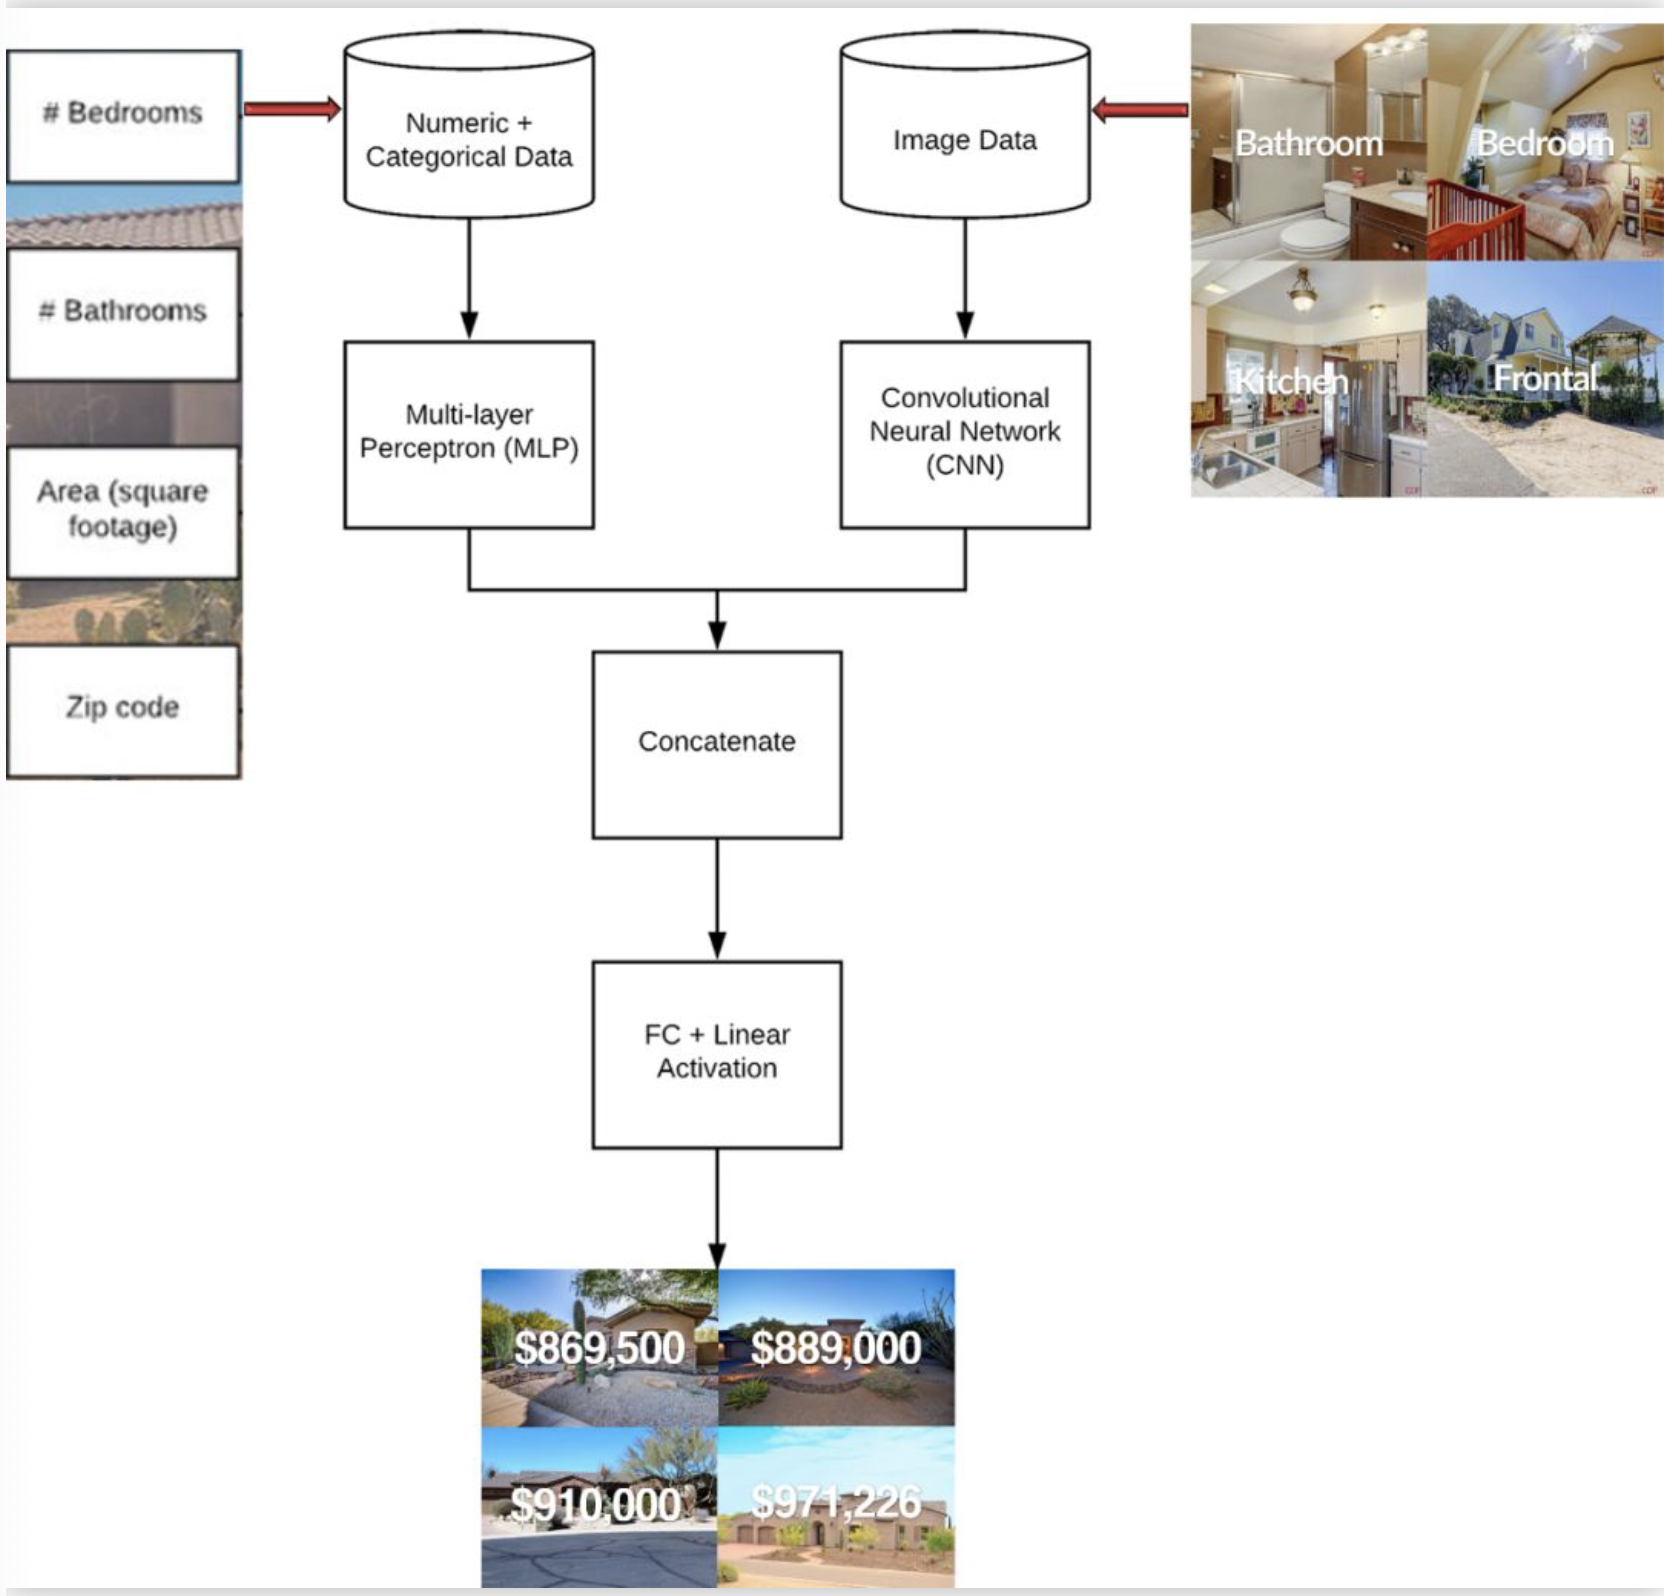 # Bedrooms
# Bathrooms
Area (square
footage)
Zip code
Numeric +
Categorical Data
Image Data
Bathroom
Bedroom
Kitchen
Frontal
Multi-layer
Perceptron (MLP)
Convolutional
Neural Network
(CNN)
Concatenate
FC + Linear
Activation
$869,500
$889,000
$910,000
$971,226